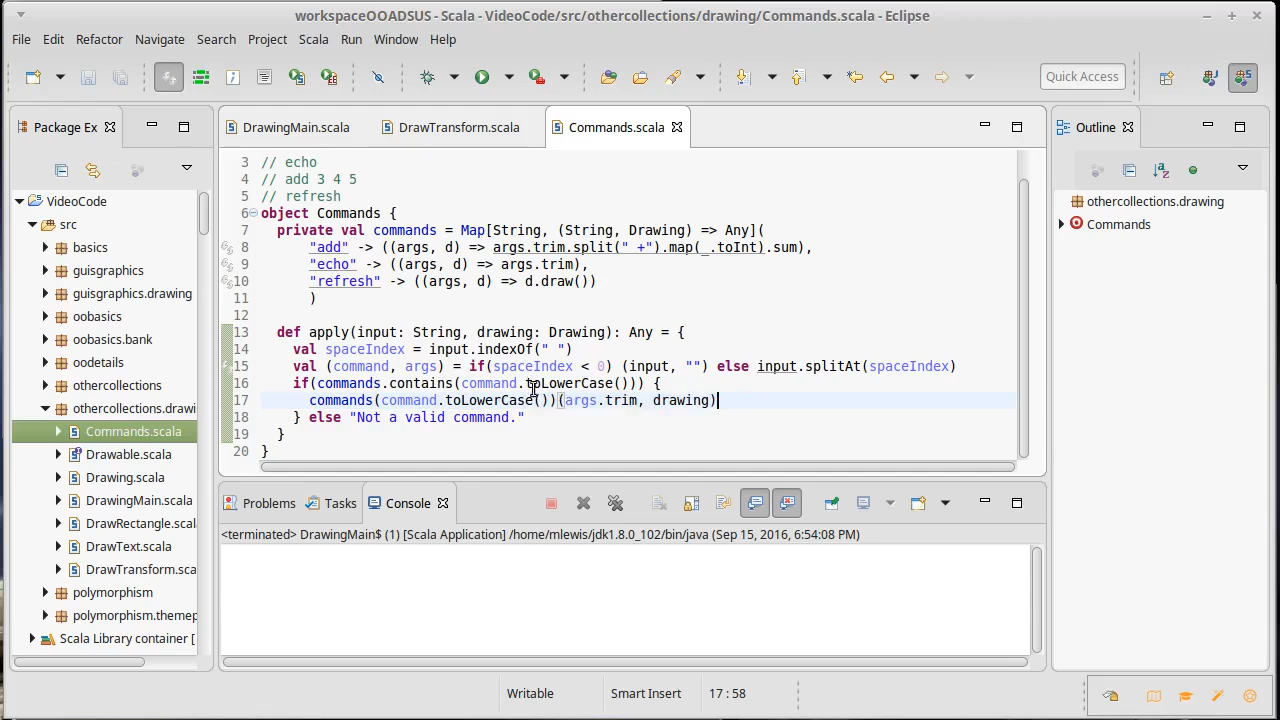 workspaceOOADSUS - Scala - VideoCode/src/othercollections/drawing/Commands.scala - Eclipse
File Edit Refactor Navigate Search Project Scala Run Window Help
Quick Access
Package Ex
VideoCode
src
basics
guisgraphics
guisgraphics.drawing
oobasics
oobasics.bank
oodetails
othercollections
othercollections.drawi
Commands.scala
Drawable.scala
Drawing.scala
DrawingMain.scala
DrawRectangle.scal
DrawText.scala
DrawTransform.sca
polymorphism
polymorphism.themep
Scala Library container [
DrawingMain.scala DrawTransform.scala Commands.scala
3 // echo
4 // add 3 4 5
5 // refresh
6 object Commands {
7 private val commands = Map[String, (String, Drawing) => Any](
8 "add" -> ((args, d) => args.trim.split(" +").map(_.toInt).sum),
9 "echo" -> ((args, d) => args.trim),
10 "refresh" -> ((args, d) => d.draw())
11 )
12
13 def apply(input: String, drawing: Drawing): Any = {
14 val spaceIndex = input.indexOf(" ")
15 val (command, args) = if(spaceIndex < 0) (input, "") else input.splitAt(spaceIndex)
16 if(commands.contains(command.toLowerCase())) {
17 commands(command.toLowerCase())(args.trim, drawing)
18 } else "Not a valid command."
19 }
20 }
Problems Tasks Console
<terminated> DrawingMain$ (1) [Scala Application] /home/mlewis/jdk1.8.0_102/bin/java (Sep 15, 2016, 6:54:08 PM)
Outline
othercollections.drawing
Commands
Writable Smart Insert 17 : 58